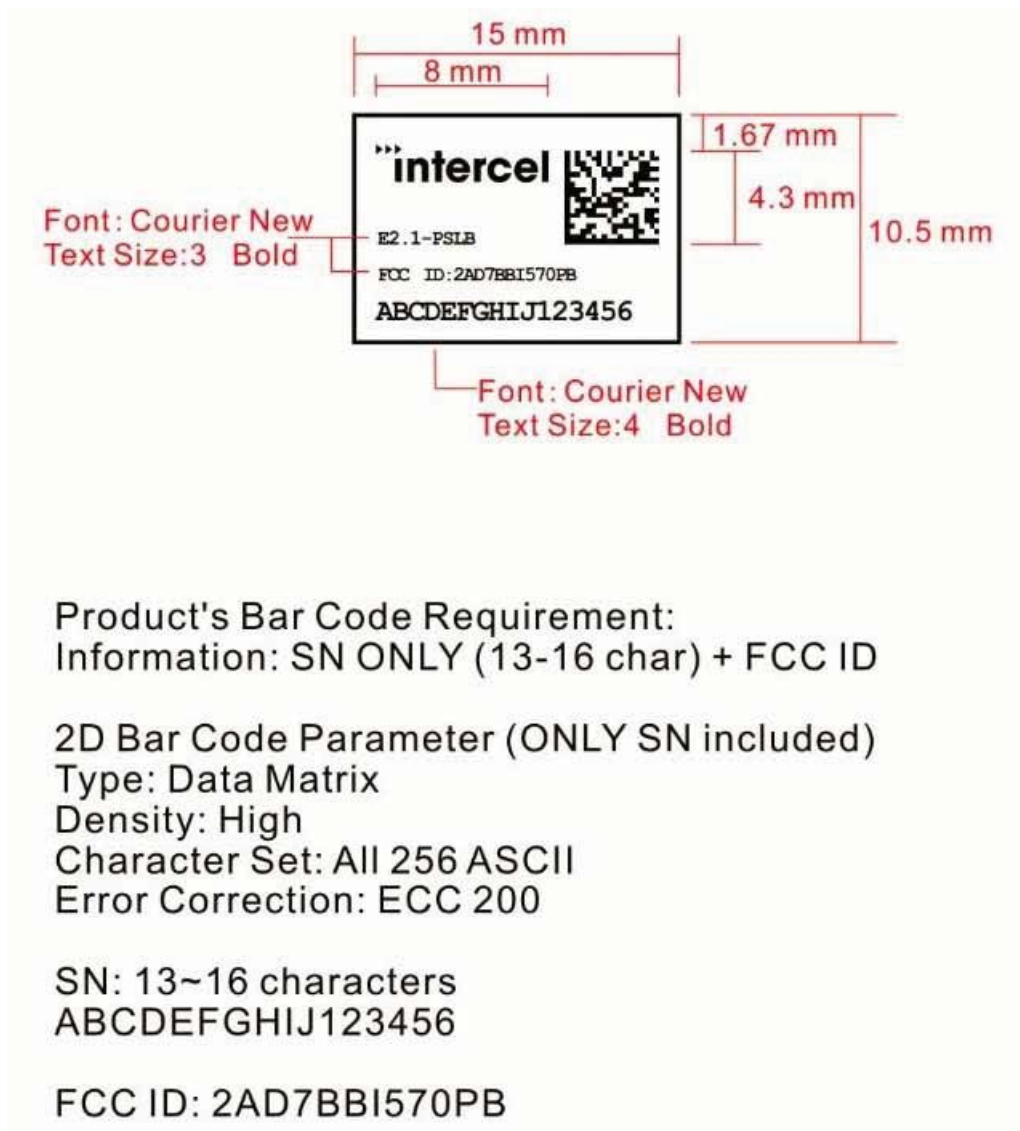 15 mm
8 mm
1.67 mm
4.3 mm
10.5 mm
intercel
Font: Courier New
Text Size:3 Bold
E2.1-PSLB
FCC ID:2AD7BBI570PB
ABCDEFGHIJ123456
Font: Courier New
Text Size:4 Bold
Product's Bar Code Requirement:
Information: SN ONLY (13-16 char) + FCC ID
2D Bar Code Parameter (ONLY SN included)
Type: Data Matrix
Density: High
Character Set: All 256 ASCII
Error Correction: ECC 200
SN: 13~16 characters
ABCDEFGHIJ123456
FCC ID: 2AD7BBI570PB